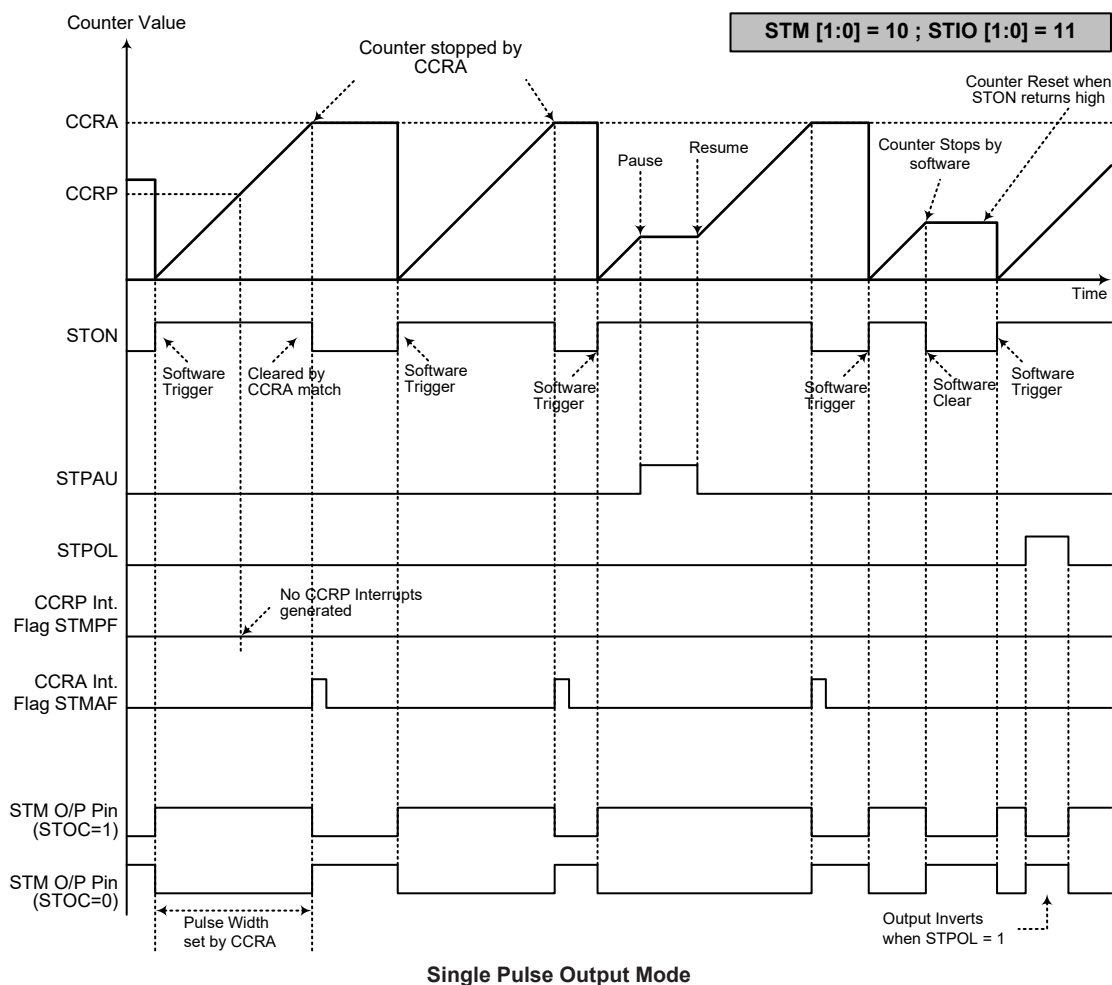 Counter Value
STM [1:0] = 10 ; STIO [1:0] = 11
Counter stopped by
CCRA
Counter Reset when
STON returns high
CCRA
Pause
Resume
Counter Stops by
software
CCRP
Time
STON
Software
Trigger
Cleared by
CCRA match
Software
Trigger
Software
Trigger
Software
Trigger
Software
Clear
Software
Trigger
STPAU
STPOL
CCRP Int.
Flag STMPF
No CCRP Interrupts
generated
CCRA Int.
Flag STMAF
STM O/P Pin
(STOC=1)
STM O/P Pin
(STOC=0)
Pulse Width
set by CCRA
Output Inverts
when STPOL = 1
Single Pulse Output Mode